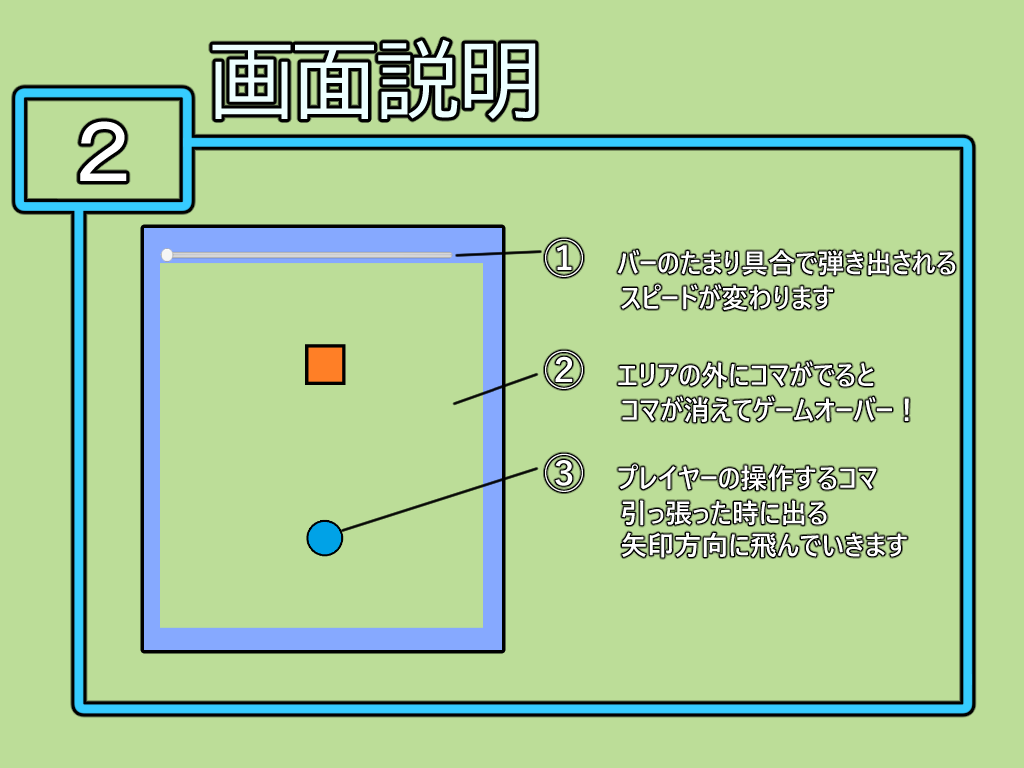 画面説明
2
① バーのたまり具合で弾き出される
スピードが変わります
② エリアの外にコマがでると
コマが消えてゲームオーバー！
③ プレイヤーの操作するコマ
引っ張った時に出る
矢印方向に飛んでいきます